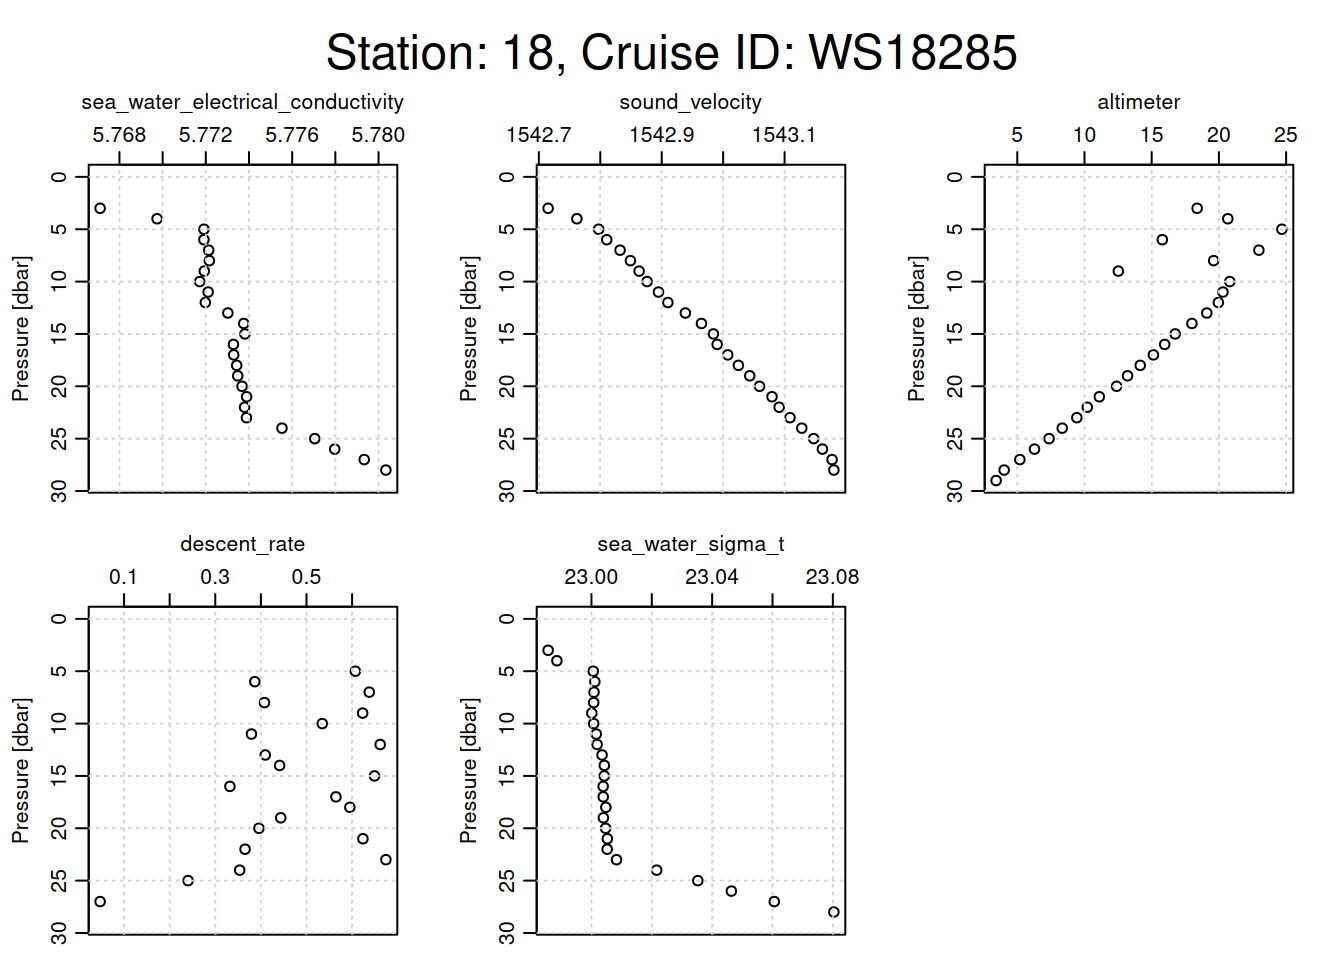 Station: 18, Cruise ID: WS18285
sea_water_electrical_conductivity
5.768 5.772 5.776 5.780
0
5
10
15
20
25
30
Pressure [dbar]
sound_velocity
1542.7 1542.9 1543.1
0
5
10
15
20
25
30
Pressure [dbar]
altimeter
5 10 15 20 25
0
5
10
15
20
25
30
Pressure [dbar]
descent_rate
0.1 0.3 0.5
0
5
10
15
20
25
30
Pressure [dbar]
sea_water_sigma_t
23.00 23.04 23.08
0
5
10
15
20
25
30
Pressure [dbar]